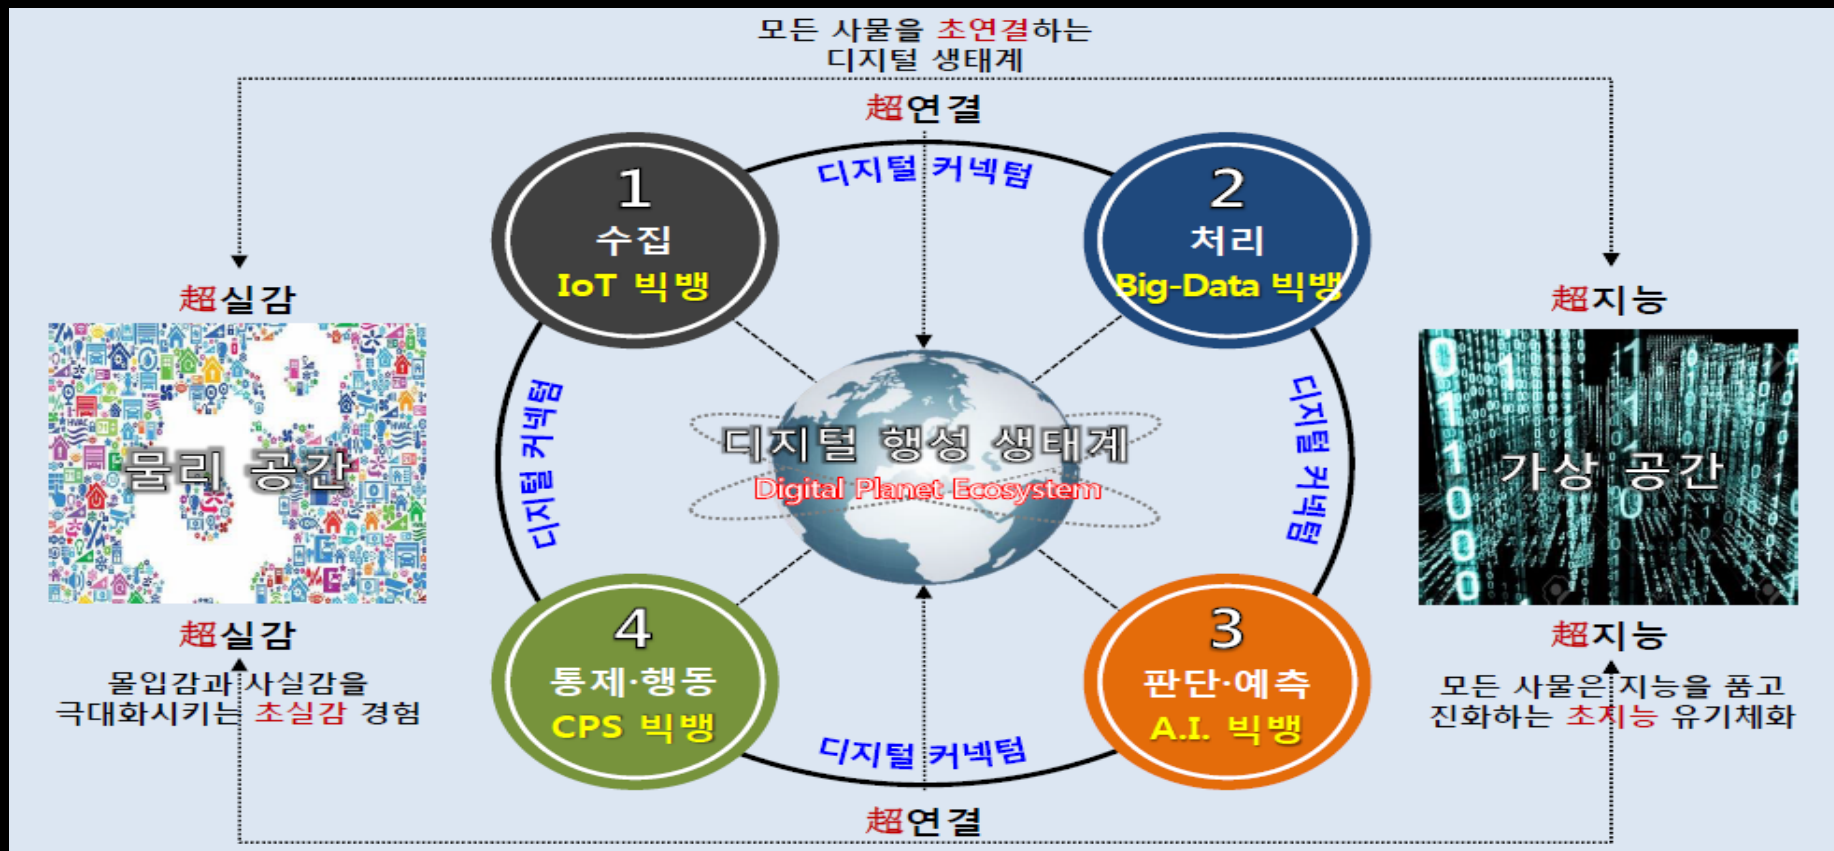 모든 사물을 초연결하는
디지털 생태계
超연결
디지털 커넥텀
1
수집
IoT 빅뱅
2
처리
Big-Data 빅뱅
超실감
超지능
디지털 커넥텀
디지털 커넥텀
물리 공간
디지털 행성 생태계
Digital Planet Ecosystem
가상 공간
4
통제·행동
CPS 빅뱅
3
판단·예측
A.I. 빅뱅
超실감
몰입감과 사실감을
극대화시키는 초실감 경험
超지능
모든 사물은 지능을 품고
진화하는 초지능 유기체화
디지털 커넥텀
超연결